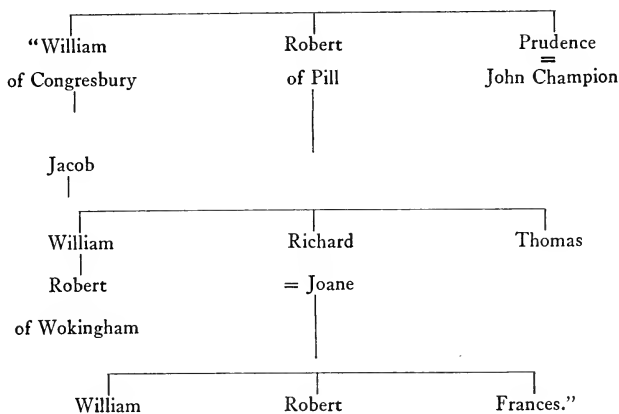 “William Robert Prudence
=
of Congresbury of Pill John Champion
Jacob
William Richard Thomas
Robert = Joane
of Wokingham
William Robert Frances.”